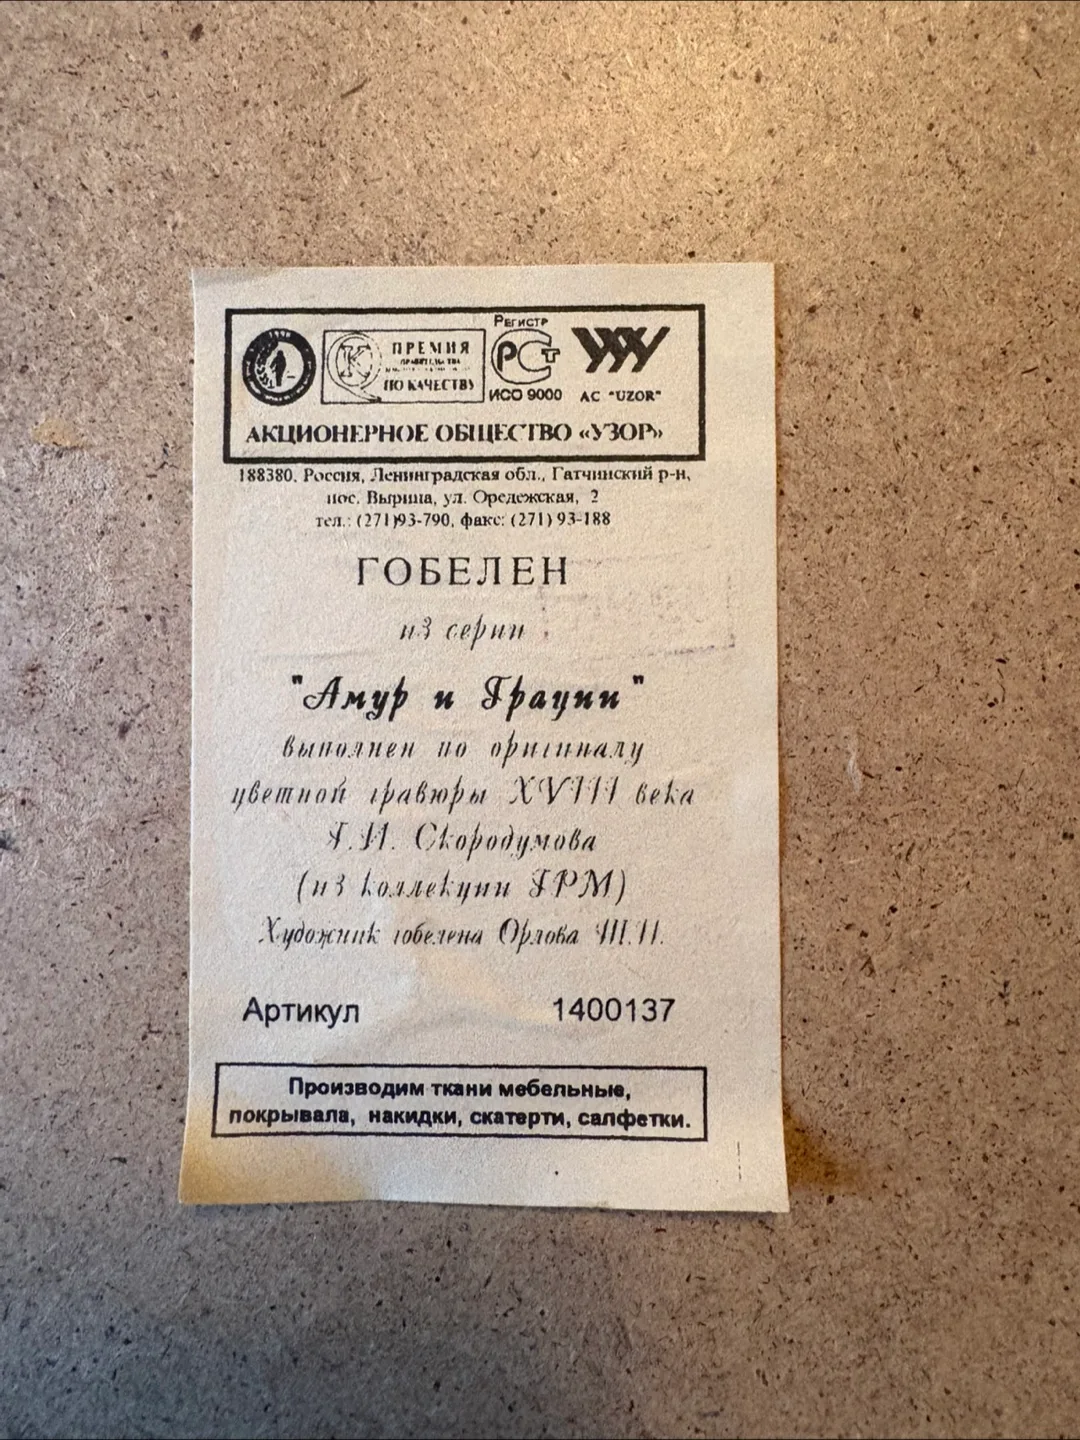 Регистр
К ПРЕМИЯ
ПО КАЧЕСТВУ
РСТ
ИСО 9000
УУУ
АС "UZOR"
АКЦИОНЕРНОЕ ОБЩЕСТВО «УЗОР»
188380, Россия, Ленинградская обл., Гатчинский р-н,
пос. Вырица, ул. Оредежская, 2
тел.: (271)93-790, факс: (271) 93-188
ГОБЕЛЕН
из серии
"Амур и Грации"
выполнен по оригиналу
цветной гравюры XVIII века
Г.И. Скородумова
(из коллекции ГРМ)
Художник гобелена Орлова Т.П.
Артикул 1400137
Производим ткани мебельные,
покрывала, накидки, скатерти, салфетки.